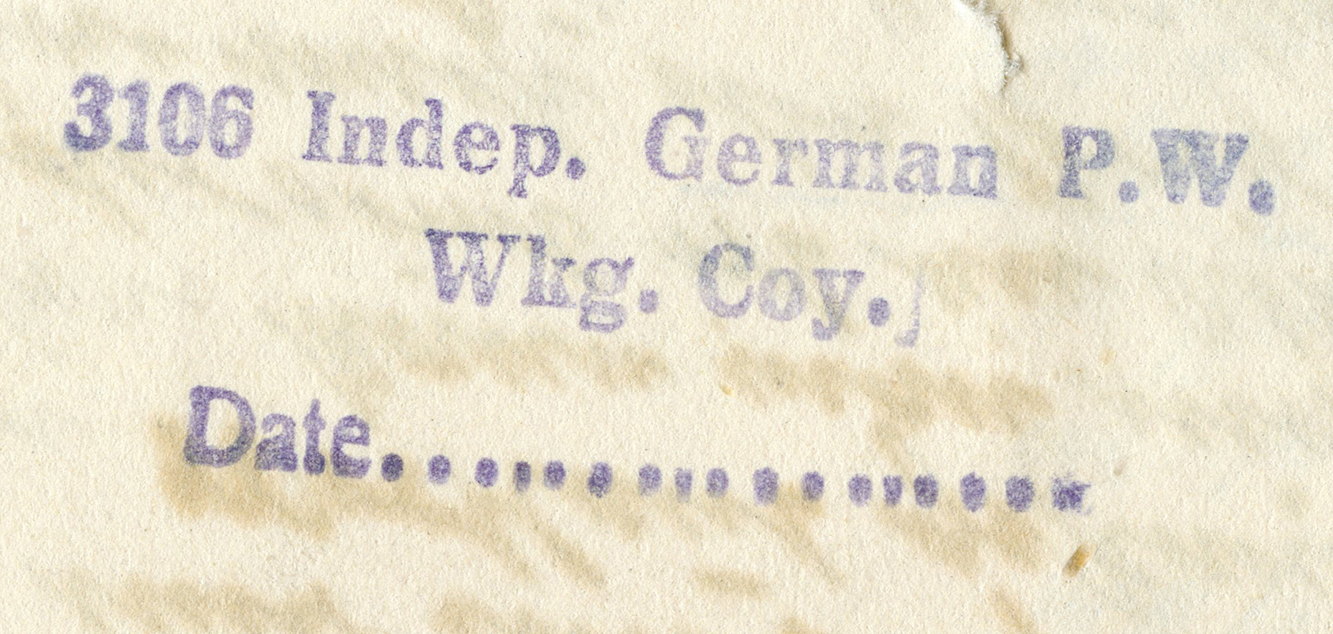 3106 Indep. German P.W.
Wkg. Coy.
Date.................